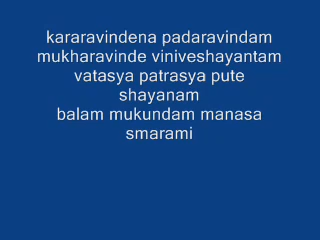 kararavindena padaravindam
mukharavinde viniveshayantam
vatasya patrasya pute
shayanam
balam mukundam manasa
smarami